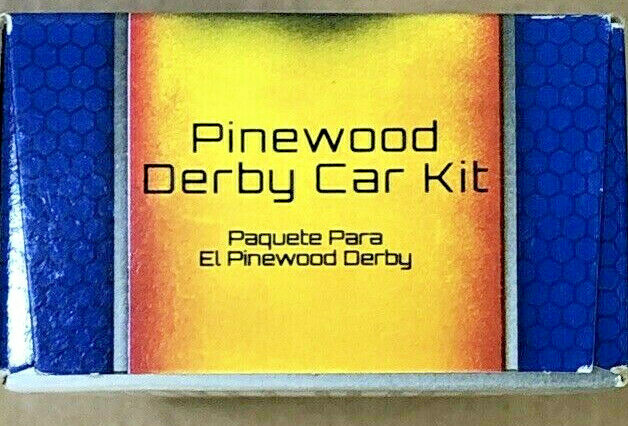 Pinewood
Derby Car Kit
Paquete Para
El Pinewood Derby